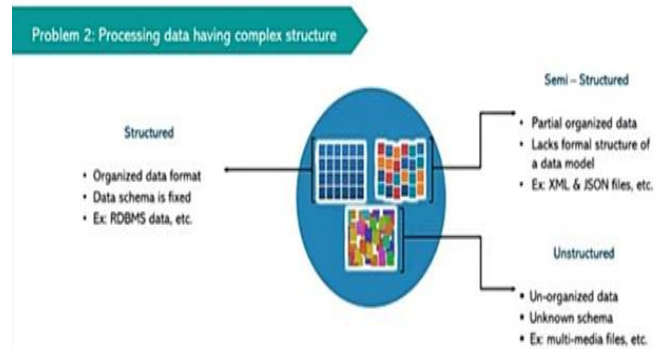 Problem 2: Processing data having complex structure
Structured
• Organized data format
• Data schema is fixed
• Ex: RDBMS data, etc.
Semi – Structured
• Partial organized data
• Lacks formal structure of
a data model
• Ex: XML & JSON files, etc.
Unstructured
• Un-organized data
• Unknown schema
• Ex: multi-media files, etc.